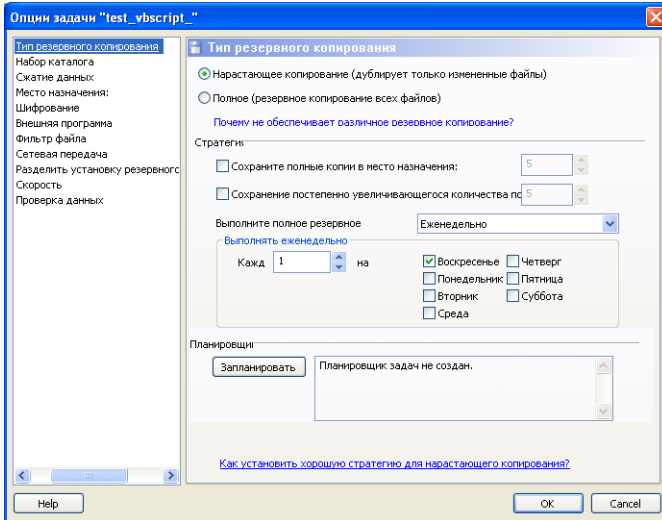 Опции задачи "test_vbscript_"
Тип резервного копирования
Набор каталога
Сжатие данных
Место назначения:
Шифрование
Внешняя программа
Фильтр файла
Сетевая передача
Разделить установку резервного
Скорость
Проверка данных
Тип резервного копирования
Нарастающее копирование (дублирует только измененные файлы)
Полное (резервное копирование всех файлов)
Почему не обеспечивает различное резервное копирование?
Стратегия
Сохраните полные копии в место назначения: 5
Сохранение постепенно увеличивающегося количества по 5
Выполните полное резервное Еженедельно
Выполнять еженедельно
Кажд 1 на
Воскресенье Четверг
Понедельник Пятница
Вторник Суббота
Среда
Планировщи
Запланировать Планировщик задач не создан.
Как установить хорошую стратегию для нарастающего копирования?
Help OK Cancel